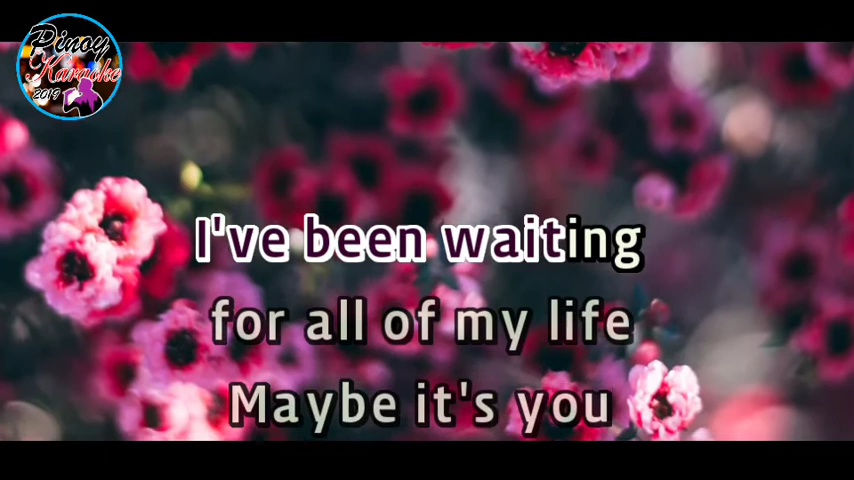 Pinoy
Karaoke
2019
I've been waiting
for all of my life
Maybe it's you